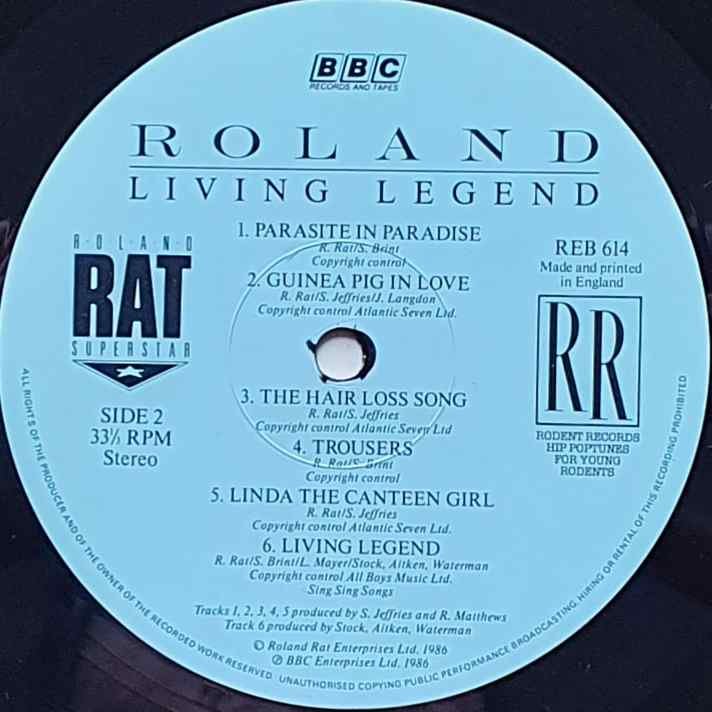 BBC
RECORDS AND TAPES
ROLAND
LIVING LEGEND
R·O·L·A·N·D
RAT
SUPERSTAR
SIDE 2
33⅓ RPM
Stereo
1. PARASITE IN PARADISE
R. Rat/S. Brint
Copyright control
2. GUINEA PIG IN LOVE
R. Rat/S. Jeffries/J. Langdon
Copyright control Atlantic Seven Ltd.
3. THE HAIR LOSS SONG
R. Rat/S. Jeffries
Copyright control Atlantic Seven Ltd.
4. TROUSERS
R. Rat/S. Brint
Copyright control
5. LINDA THE CANTEEN GIRL
R. Rat/S. Jeffries
Copyright control Atlantic Seven Ltd.
6. LIVING LEGEND
R. Rat/S. Brint/L. Mayer/Stock, Aitken, Waterman
Copyright control All Boys Music Ltd.
Sing Sing Songs
Tracks 1, 2, 3, 4, 5 produced by S. Jeffries and R. Matthews
Track 6 produced by Stock, Aitken, Waterman
© Roland Rat Enterprises Ltd. 1986
℗ BBC Enterprises Ltd. 1986
REB 614
Made and printed
in England
RR
RODENT RECORDS
HIP POPTUNES
FOR YOUNG
RODENTS
ALL RIGHTS OF THE PRODUCER AND OF THE OWNER OF THE RECORDED WORK RESERVED. UNAUTHORISED COPYING, PUBLIC PERFORMANCE, BROADCASTING, HIRING OR RENTAL OF THIS RECORDING PROHIBITED